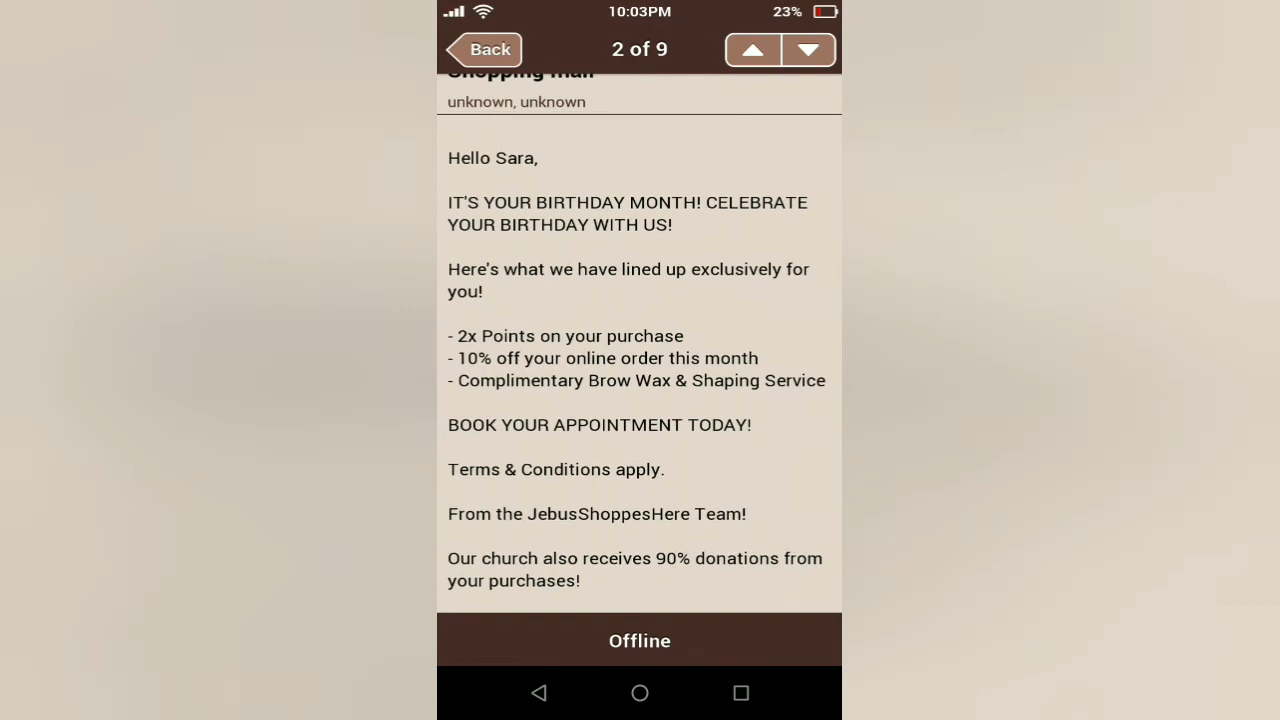 10:03PM
23%
Back
2 of 9
Shopping mall
unknown, unknown
Hello Sara,
IT'S YOUR BIRTHDAY MONTH! CELEBRATE
YOUR BIRTHDAY WITH US!
Here's what we have lined up exclusively for
you!
- 2x Points on your purchase
- 10% off your online order this month
- Complimentary Brow Wax & Shaping Service
BOOK YOUR APPOINTMENT TODAY!
Terms & Conditions apply.
From the JebusShoppesHere Team!
Our church also receives 90% donations from
your purchases!
Offline